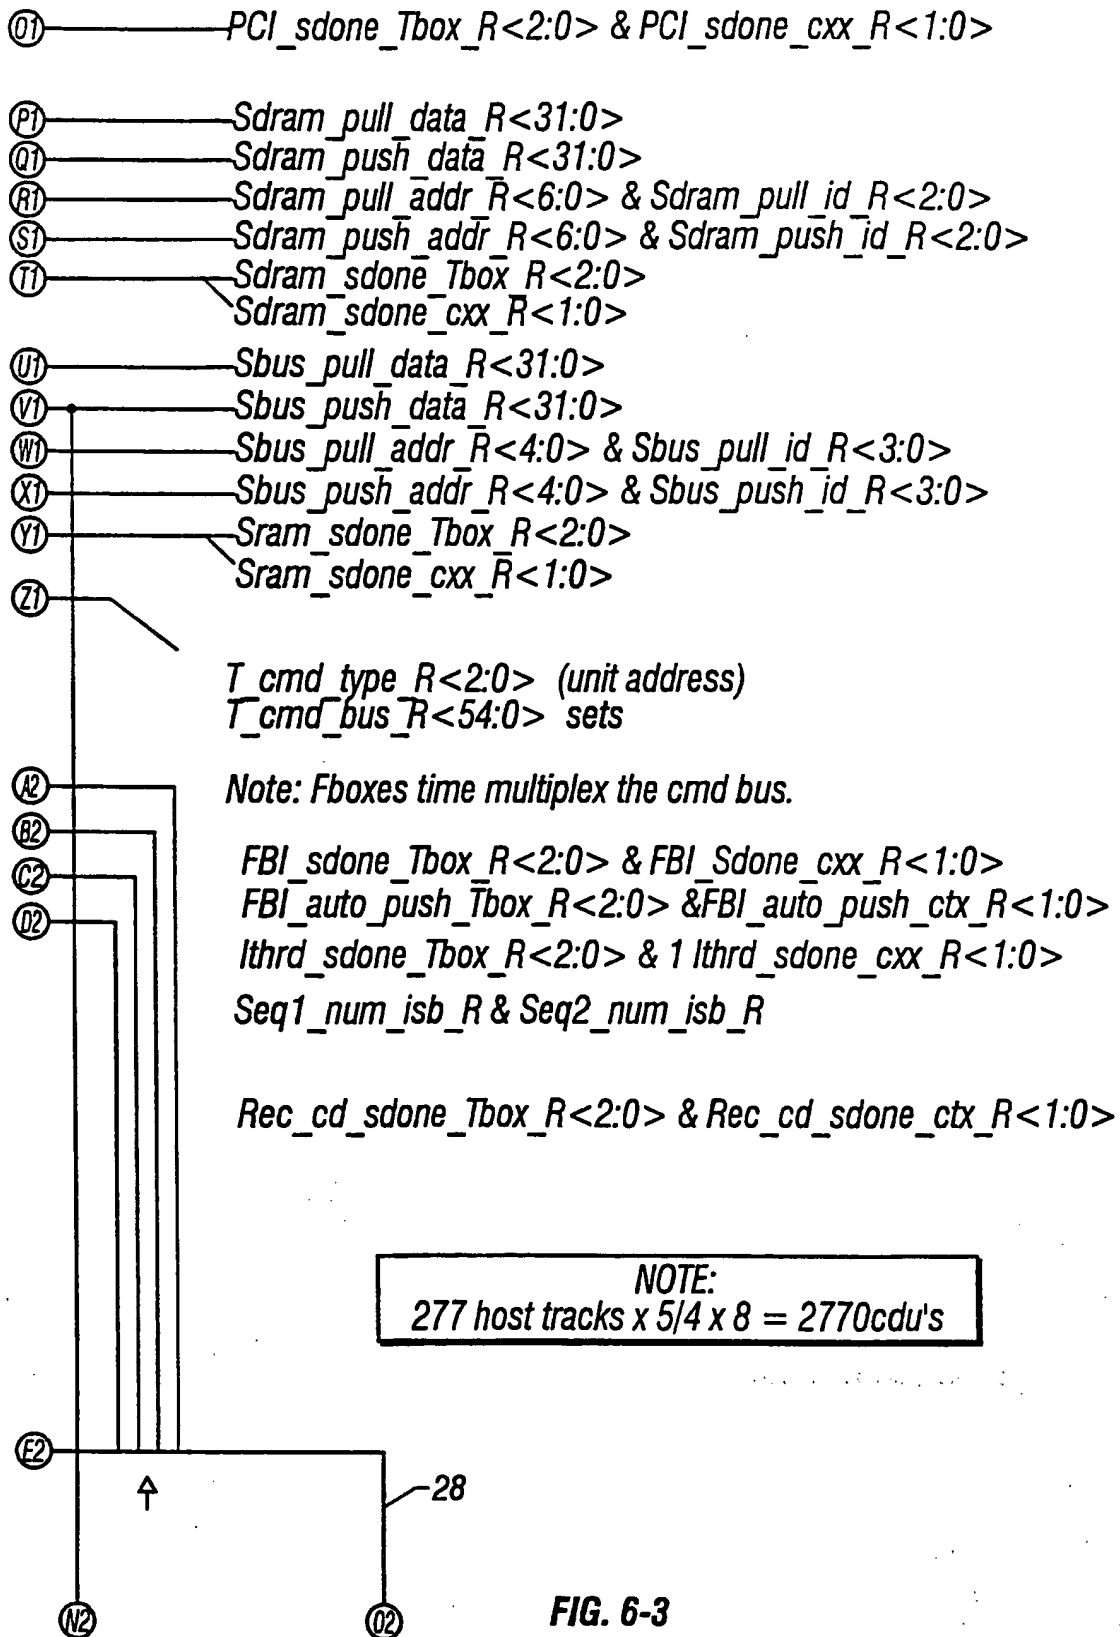 O1 PCI_sdone_Tbox_R<2:0> & PCI_sdone_cxx_R<1:0>
P1 Sdram_pull_data_R<31:0>
Q1 Sdram_push_data_R<31:0>
R1 Sdram_pull_addr_R<6:0> & Sdram_pull_id_R<2:0>
S1 Sdram_push_addr_R<6:0> & Sdram_push_id_R<2:0>
T1 Sdram_sdone_Tbox_R<2:0>
Sdram_sdone_cxx_R<1:0>
U1 Sbus_pull_data_R<31:0>
V1 Sbus_push_data_R<31:0>
W1 Sbus_pull_addr_R<4:0> & Sbus_pull_id_R<3:0>
X1 Sbus_push_addr_R<4:0> & Sbus_push_id_R<3:0>
Y1 Sram_sdone_Tbox_R<2:0>
Sram_sdone_cxx_R<1:0>
Z1
T_cmd_type_R<2:0> (unit address)
T_cmd_bus_R<54:0> sets
A2 Note: Fboxes time multiplex the cmd bus.
B2
FBI_sdone_Tbox_R<2:0> & FBI_Sdone_cxx_R<1:0>
C2
FBI_auto_push_Tbox_R<2:0> &FBI_auto_push_ctx_R<1:0>
D2
Ithrd_sdone_Tbox_R<2:0> & 1 Ithrd_sdone_cxx_R<1:0>
Seq1_num_isb_R & Seq2_num_isb_R
Rec_cd_sdone_Tbox_R<2:0> & Rec_cd_sdone_ctx_R<1:0>
NOTE:
277 host tracks x 5/4 x 8 = 2770cdu's
E2
28
N2
O2
FIG. 6-3